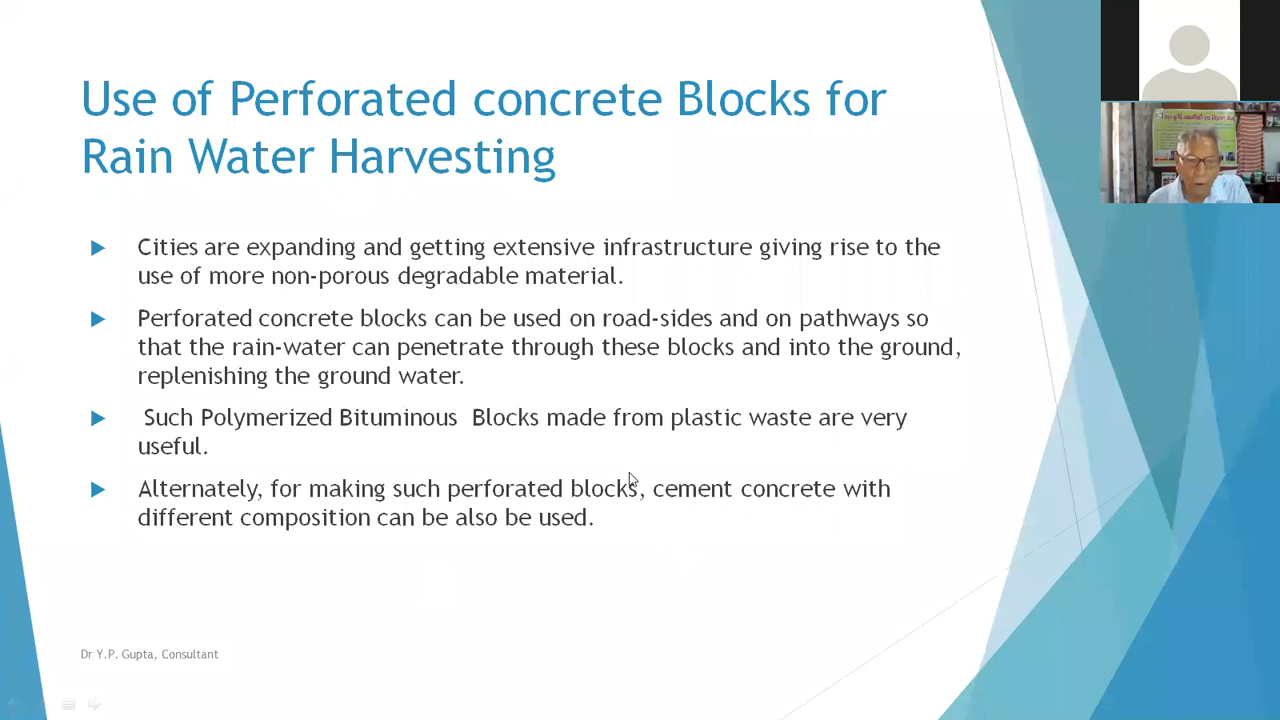 Use of Perforated concrete Blocks for
Rain Water Harvesting
Cities are expanding and getting extensive infrastructure giving rise to the
use of more non-porous degradable material.
Perforated concrete blocks can be used on road-sides and on pathways so
that the rain-water can penetrate through these blocks and into the ground,
replenishing the ground water.
Such Polymerized Bituminous Blocks made from plastic waste are very
useful.
Alternately, for making such perforated blocks, cement concrete with
different composition can be also be used.
Dr Y.P. Gupta, Consultant